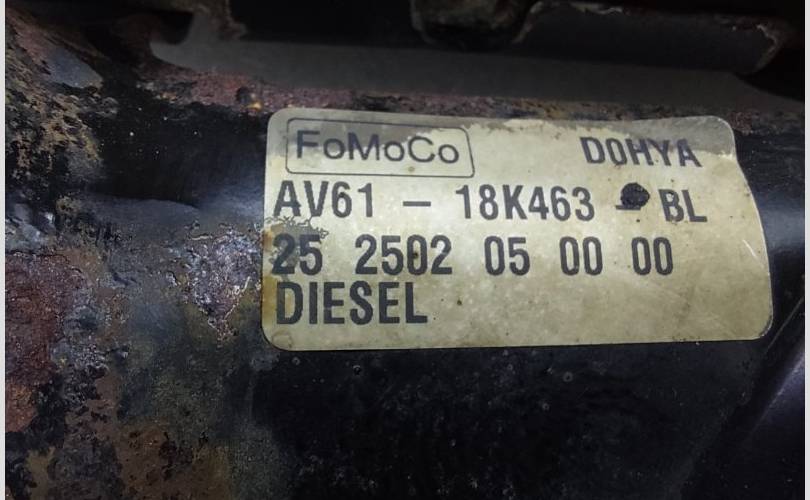 FoMoCo DOHYA
AV61 - 18K463 - BL
25 2502 05 00 00
DIESEL